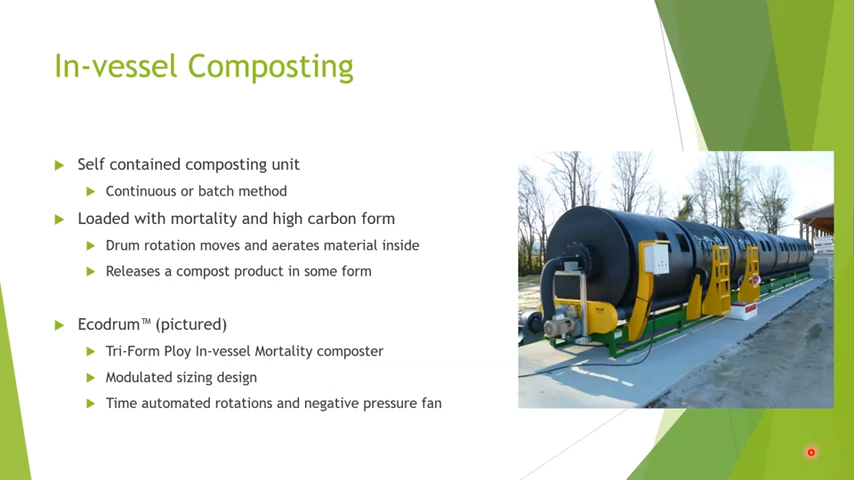 In-vessel Composting
Self contained composting unit
Continuous or batch method
Loaded with mortality and high carbon form
Drum rotation moves and aerates material inside
Releases a compost product in some form
Ecodrum™ (pictured)
Tri-Form Ploy In-vessel Mortality composter
Modulated sizing design
Time automated rotations and negative pressure fan